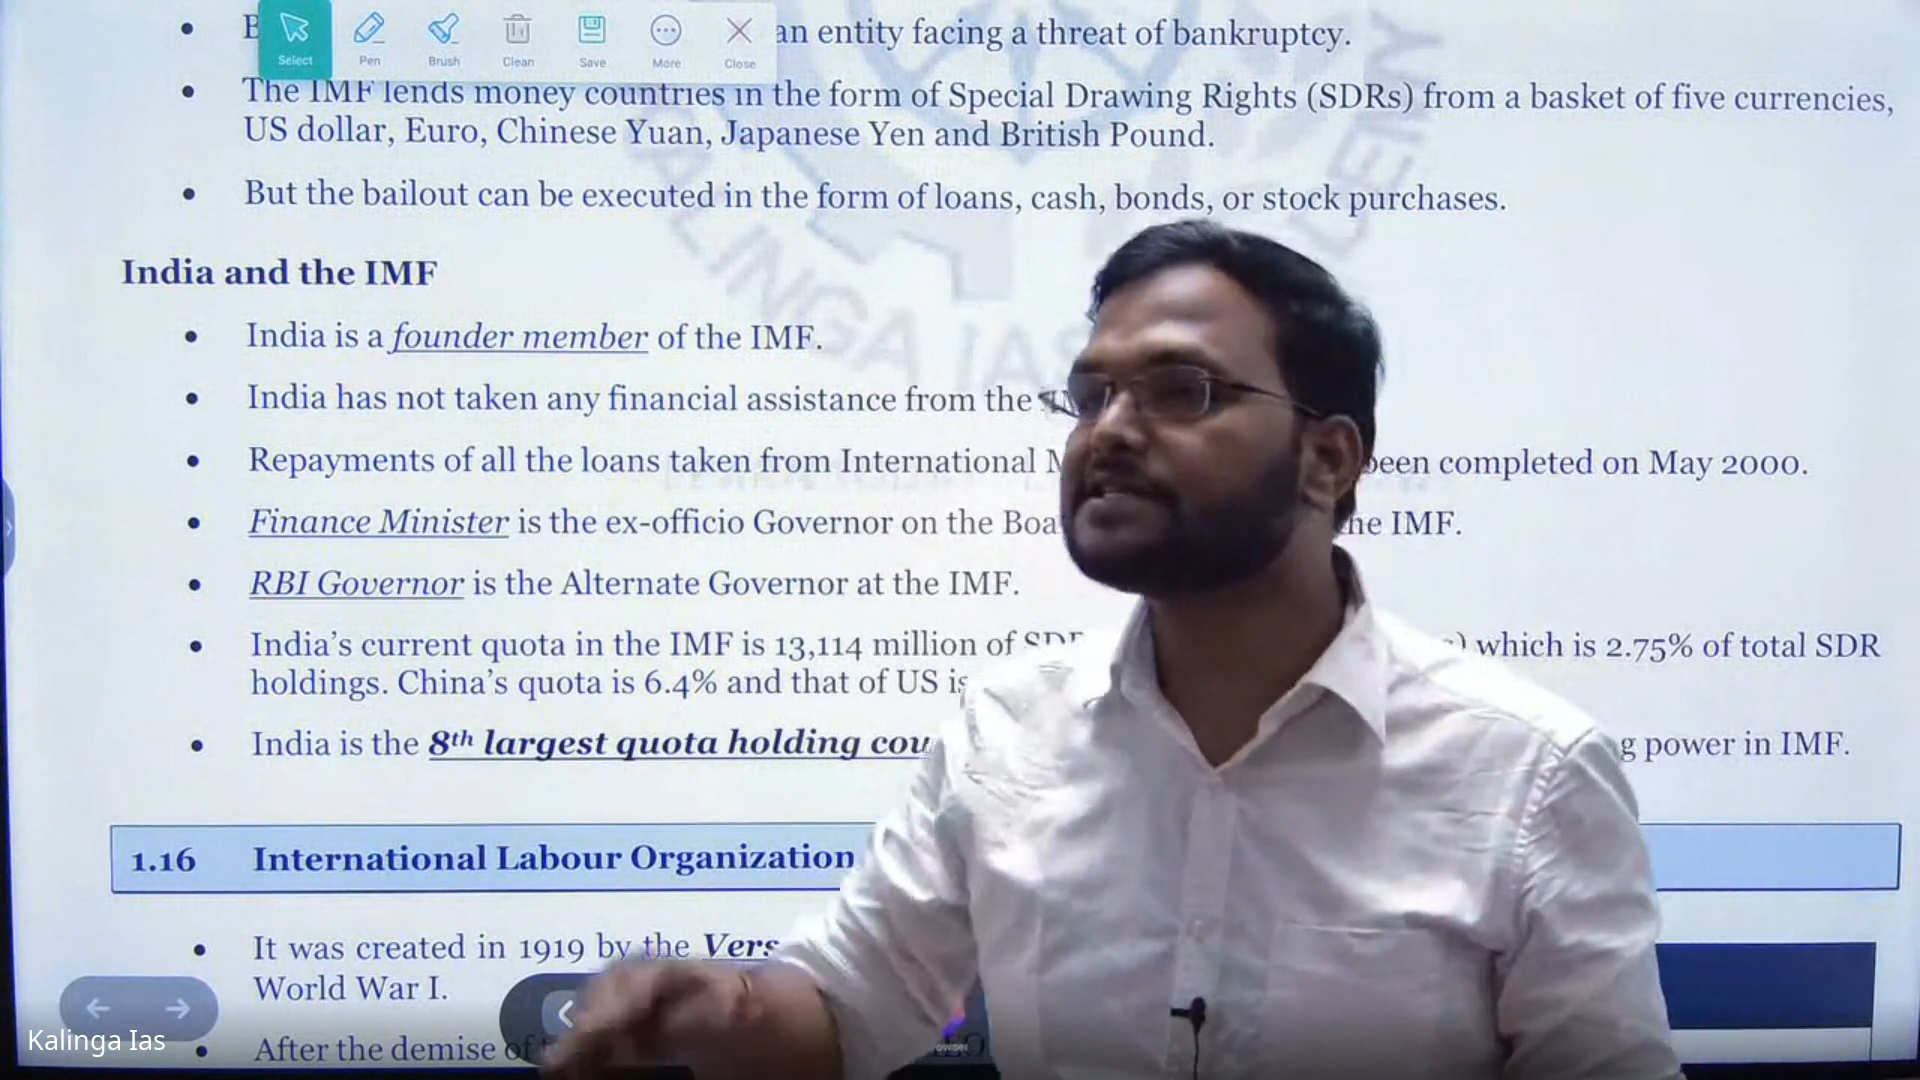 Select Pen Brush Clean Save More Close
an entity facing a threat of bankruptcy.
The IMF lends money countries in the form of Special Drawing Rights (SDRs) from a basket of five currencies,
US dollar, Euro, Chinese Yuan, Japanese Yen and British Pound.
But the bailout can be executed in the form of loans, cash, bonds, or stock purchases.
India and the IMF
India is a founder member of the IMF.
India has not taken any financial assistance from the
Repayments of all the loans taken from International been completed on May 2000.
Finance Minister is the ex-officio Governor on the the IMF.
RBI Governor is the Alternate Governor at the IMF.
India's current quota in the IMF is 13,114 million of SDR which is 2.75% of total SDR
holdings. China's quota is 6.4% and that of US is
India is the 8th largest quota holding power in IMF.
1.16 International Labour Organization
It was created in 1919 by the
World War I.
After the demise of
KALINGA IAS ACADEMY
Kalinga Ias